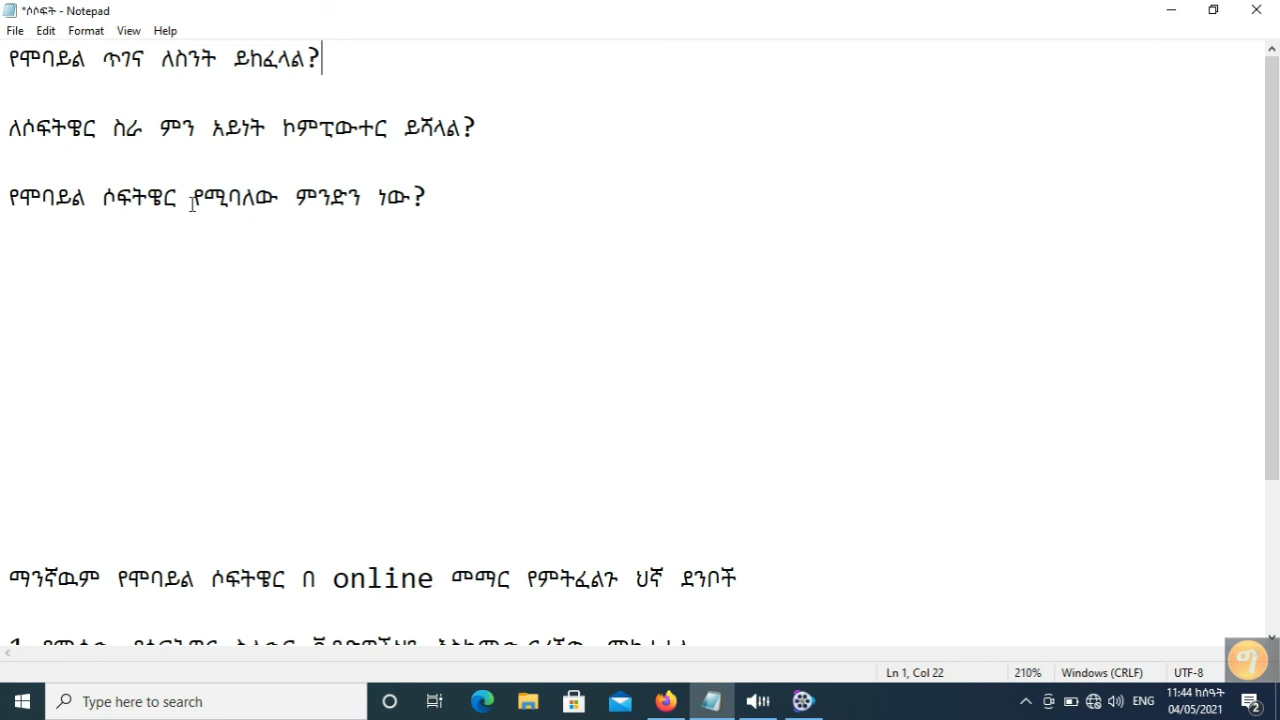 *ሶሶፍት - Notepad
File Edit Format View Help
የሞባይል ጥገና ለስንት ይከፈላል?
ለሶፍትዌር ስራ ምን አይነት ኮምፒውተር ይሻላል?
የሞባይል ሶፍትዌር የሚባለው ምንድን ነው?
ማንኛዉም የሞባይል ሶፍትዌር በ online መማር የምትፈልጉ ህኛ ደንቦች
Ln 1, Col 22 210% Windows (CRLF) UTF-8
Type here to search
ENG
11:44 ከሰዓት
04/05/2021
2